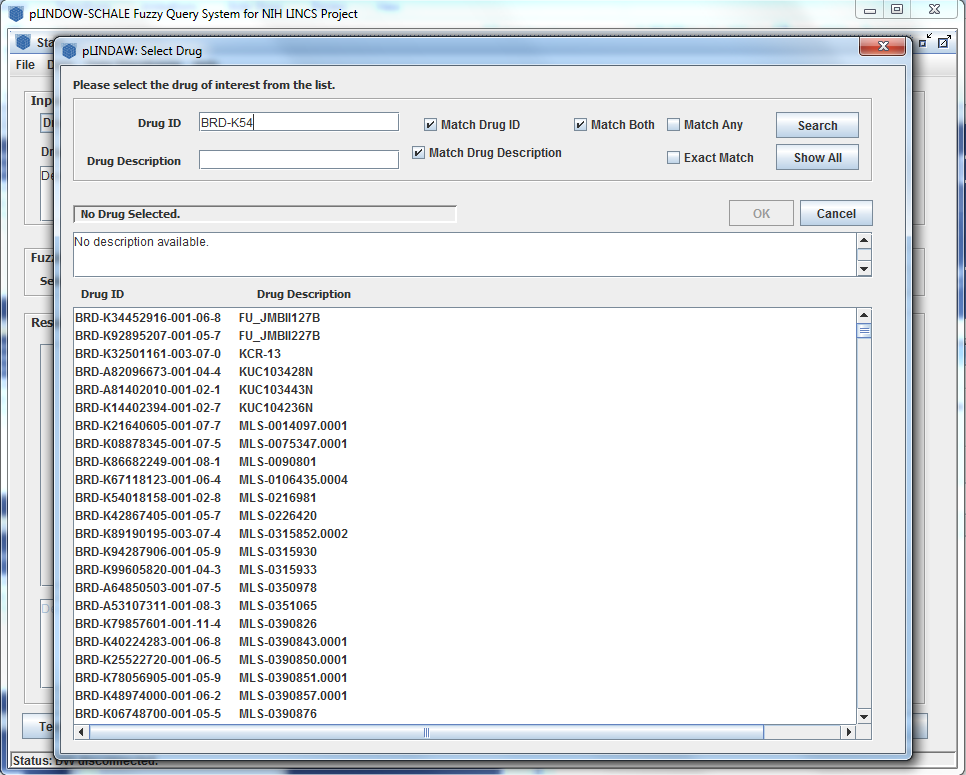 pLINDOW-SCHALE Fuzzy Query System for NIH LINCS Project
Sta
pLINDAW: Select Drug
File D
Please select the drug of interest from the list.
Inp
Drug ID BRD-K54 Match Drug ID Match Both Match Any Search
Dr
Dr
Drug Description Match Drug Description Exact Match Show All
De
No Drug Selected. OK Cancel
No description available.
Fuzz
Se
Drug ID Drug Description
Res
BRD-K34452916-001-06-8 FU_JMBII127B
BRD-K92895207-001-05-7 FU_JMBII227B
BRD-K32501161-003-07-0 KCR-13
BRD-A82096673-001-04-4 KUC103428N
BRD-A81402010-001-02-1 KUC103443N
BRD-K14402394-001-02-7 KUC104236N
BRD-K21640605-001-07-7 MLS-0014097.0001
BRD-K08878345-001-07-5 MLS-0075347.0001
BRD-K86682249-001-08-1 MLS-0090801
BRD-K67118123-001-06-4 MLS-0106435.0004
BRD-K54018158-001-02-8 MLS-0216981
BRD-K42867405-001-05-7 MLS-0226420
BRD-K89190195-003-07-4 MLS-0315852.0002
BRD-K94287906-001-05-9 MLS-0315930
BRD-K99605820-001-04-3 MLS-0315933
BRD-A64850503-001-07-5 MLS-0350978
BRD-A53107311-001-08-3 MLS-0351065
BRD-K79857601-001-11-4 MLS-0390826
BRD-K40224283-001-06-8 MLS-0390843.0001
BRD-K25522720-001-06-5 MLS-0390850.0001
BRD-K78056905-001-05-9 MLS-0390851.0001
BRD-K48974000-001-06-2 MLS-0390857.0001
BRD-K06748700-001-05-5 MLS-0390876
De
Te
Status: DW disconnected.